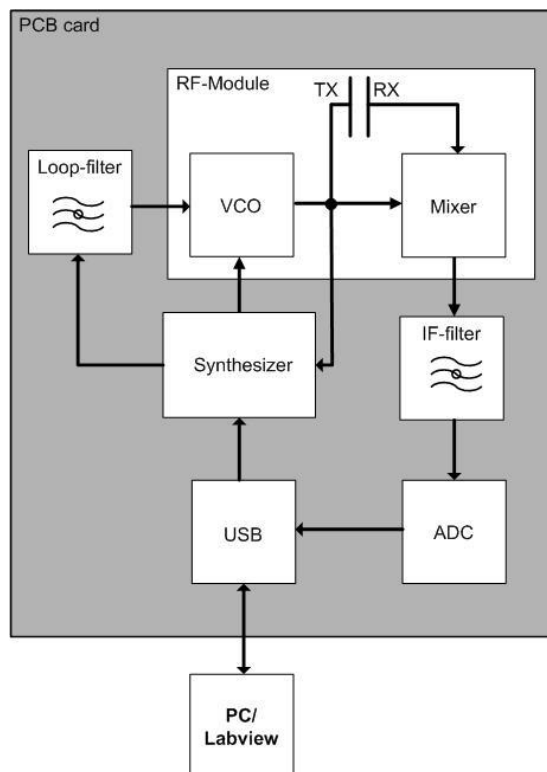 PCB card
RF-Module
TX RX
Loop-filter
VCO
Mixer
Synthesizer
IF-filter
USB
ADC
PC/
Labview